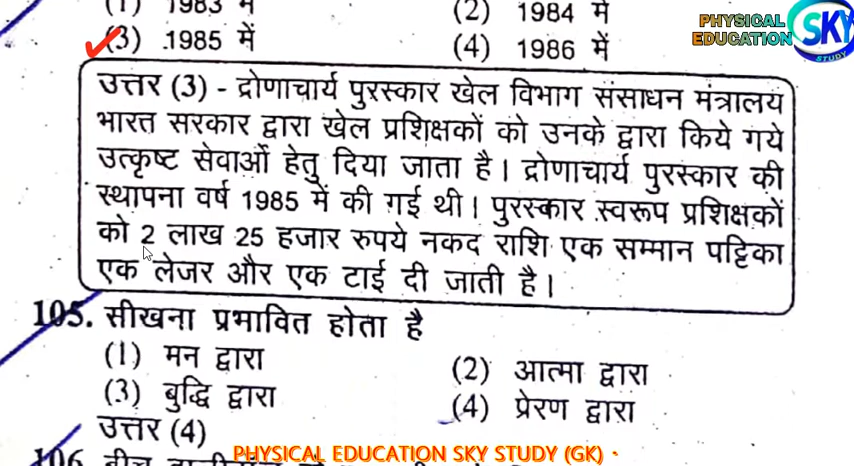 (1) 1983 में
(2) 1984 में
(3) 1985 में
(4) 1986 में
PHYSICAL
EDUCATION
SKY
STUDY
उत्तर (3) - द्रोणाचार्य पुरस्कार खेल विभाग संसाधन मंत्रालय
भारत सरकार द्वारा खेल प्रशिक्षकों को उनके द्वारा किये गये
उत्कृष्ट सेवाओं हेतु दिया जाता है। द्रोणाचार्य पुरस्कार की
स्थापना वर्ष 1985 में की गई थी। पुरस्कार स्वरूप प्रशिक्षकों
को 2 लाख 25 हजार रुपये नकद राशि एक सम्मान पट्टिका
एक लेजर और एक टाई दी जाती है।
105. सीखना प्रभावित होता है
(1) मन द्वारा
(2) आत्मा द्वारा
(3) बुद्धि द्वारा
(4) प्रेरण द्वारा
उत्तर (4)
106
PHYSICAL EDUCATION SKY STUDY (GK)